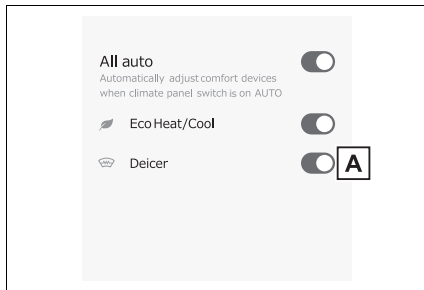 All auto
Automatically adjust comfort devices
when climate panel switch is on AUTO
Eco Heat/Cool
Deicer
A